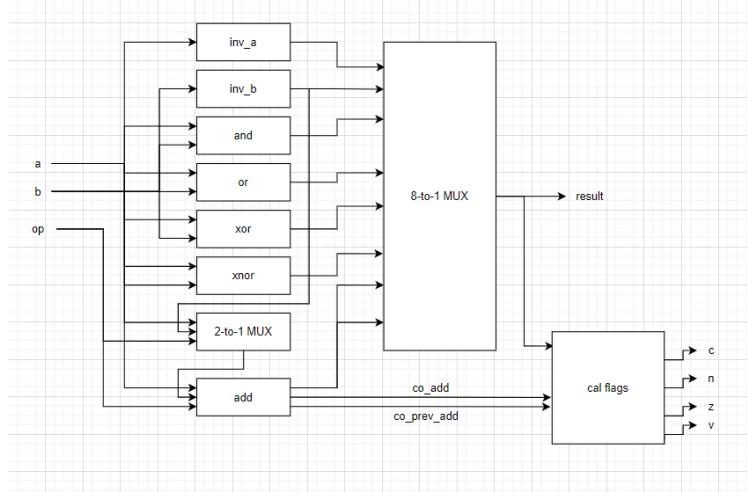 inv_a
inv_b
and
a
b
or
8-to-1 MUX
result
op
xor
xnor
2-to-1 MUX
c
co_add
cal flags
n
add
co_prev_add
z
v